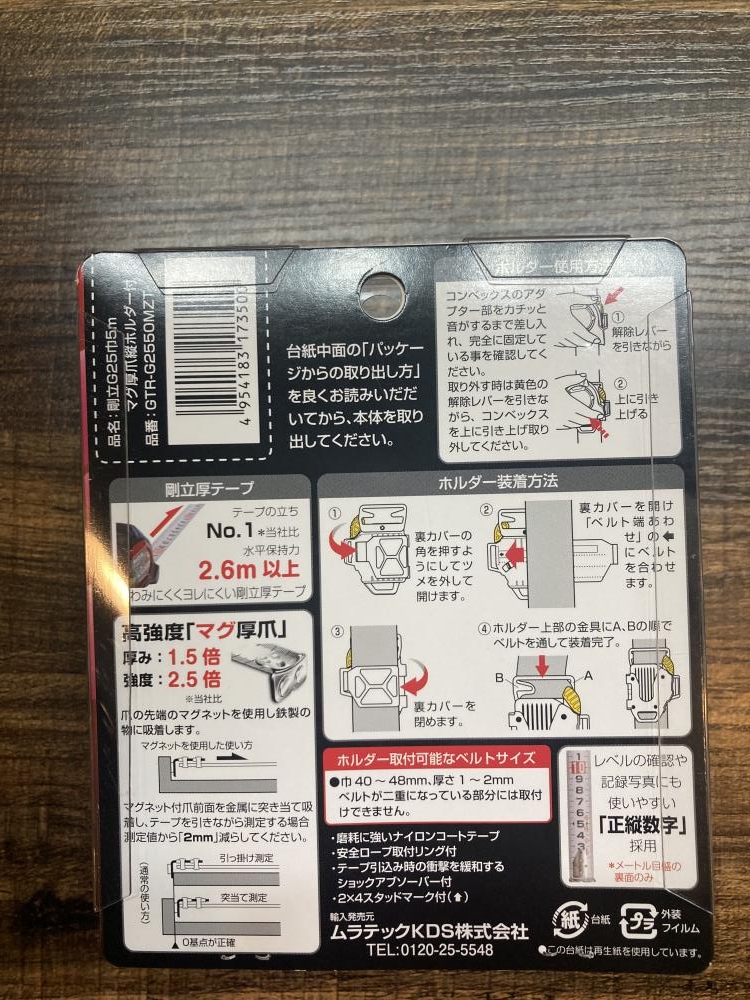 品名：剛立G25巾5m
マグ厚爪縦ホルダー付
品番：GTR-G2550MZT
4 954183 17350
台紙中面の「パッケー
ジからの取り出し方」
を良くお読みいただ
いてから、本体を取り
出してください。
ホルダー使用方法
コンベックスのアダ
プター部をカチッと
音がするまで差し入
れ、完全に固定して
いる事を確認してく
ださい。
取り外す時は黄色の
解除レバーを引きな
がら、コンベックス
を上に引き上げ取り
外してください。
①
解除レバー
を引きながら
②
上に引き
上げる
剛立厚テープ
テープの立ち
No.1＊当社比
水平保持力
2.6m以上
わみにくくヨレにくい剛立厚テープ
高強度「マグ厚爪」
厚み：1.5倍
強度：2.5倍
※当社比
爪の先端のマグネットを使用し鉄製の
物に吸着します。
マグネットを使用した使い方
マグネット付爪前面を金属に突き当て吸
着し、テープを引きながら測定する場合
測定値から「2mm」減らしてください。
（通常の使い方）
引っ掛け測定
突当て測定
0基点が正確
ホルダー装着方法
①
裏カバーの
角を押すよ
うにしてツ
メを外して
開けます。
②
裏カバーを開け
「ベルト端あわ
せ」の⬅
にベルト
を合わせ
ます。
③
裏カバーを
閉めます。
④ホルダー上部の金具にA、Bの順で
ベルトを通して装着完了。
B
A
ホルダー取付可能なベルトサイズ
●巾40～48mm、厚さ1～2mm
ベルトが二重になっている部分には取付
けできません。
・磨耗に強いナイロンコートテープ
・安全ロープ取付リング付
・テープ引込み時の衝撃を緩和する
ショックアブソーバー付
・2×4スタッドマーク付（⬆）
輸入発売元
ムラテックKDS株式会社
TEL:0120-25-5548
1
10
9
8
7
6
5
4
3
レベルの確認や
記録写真にも
使いやすい
「正縦数字」
採用
＊メートル目盛の
裏面のみ
紙
台紙
プラ
外装
フィルム
●この台紙は再生紙を使用しています。